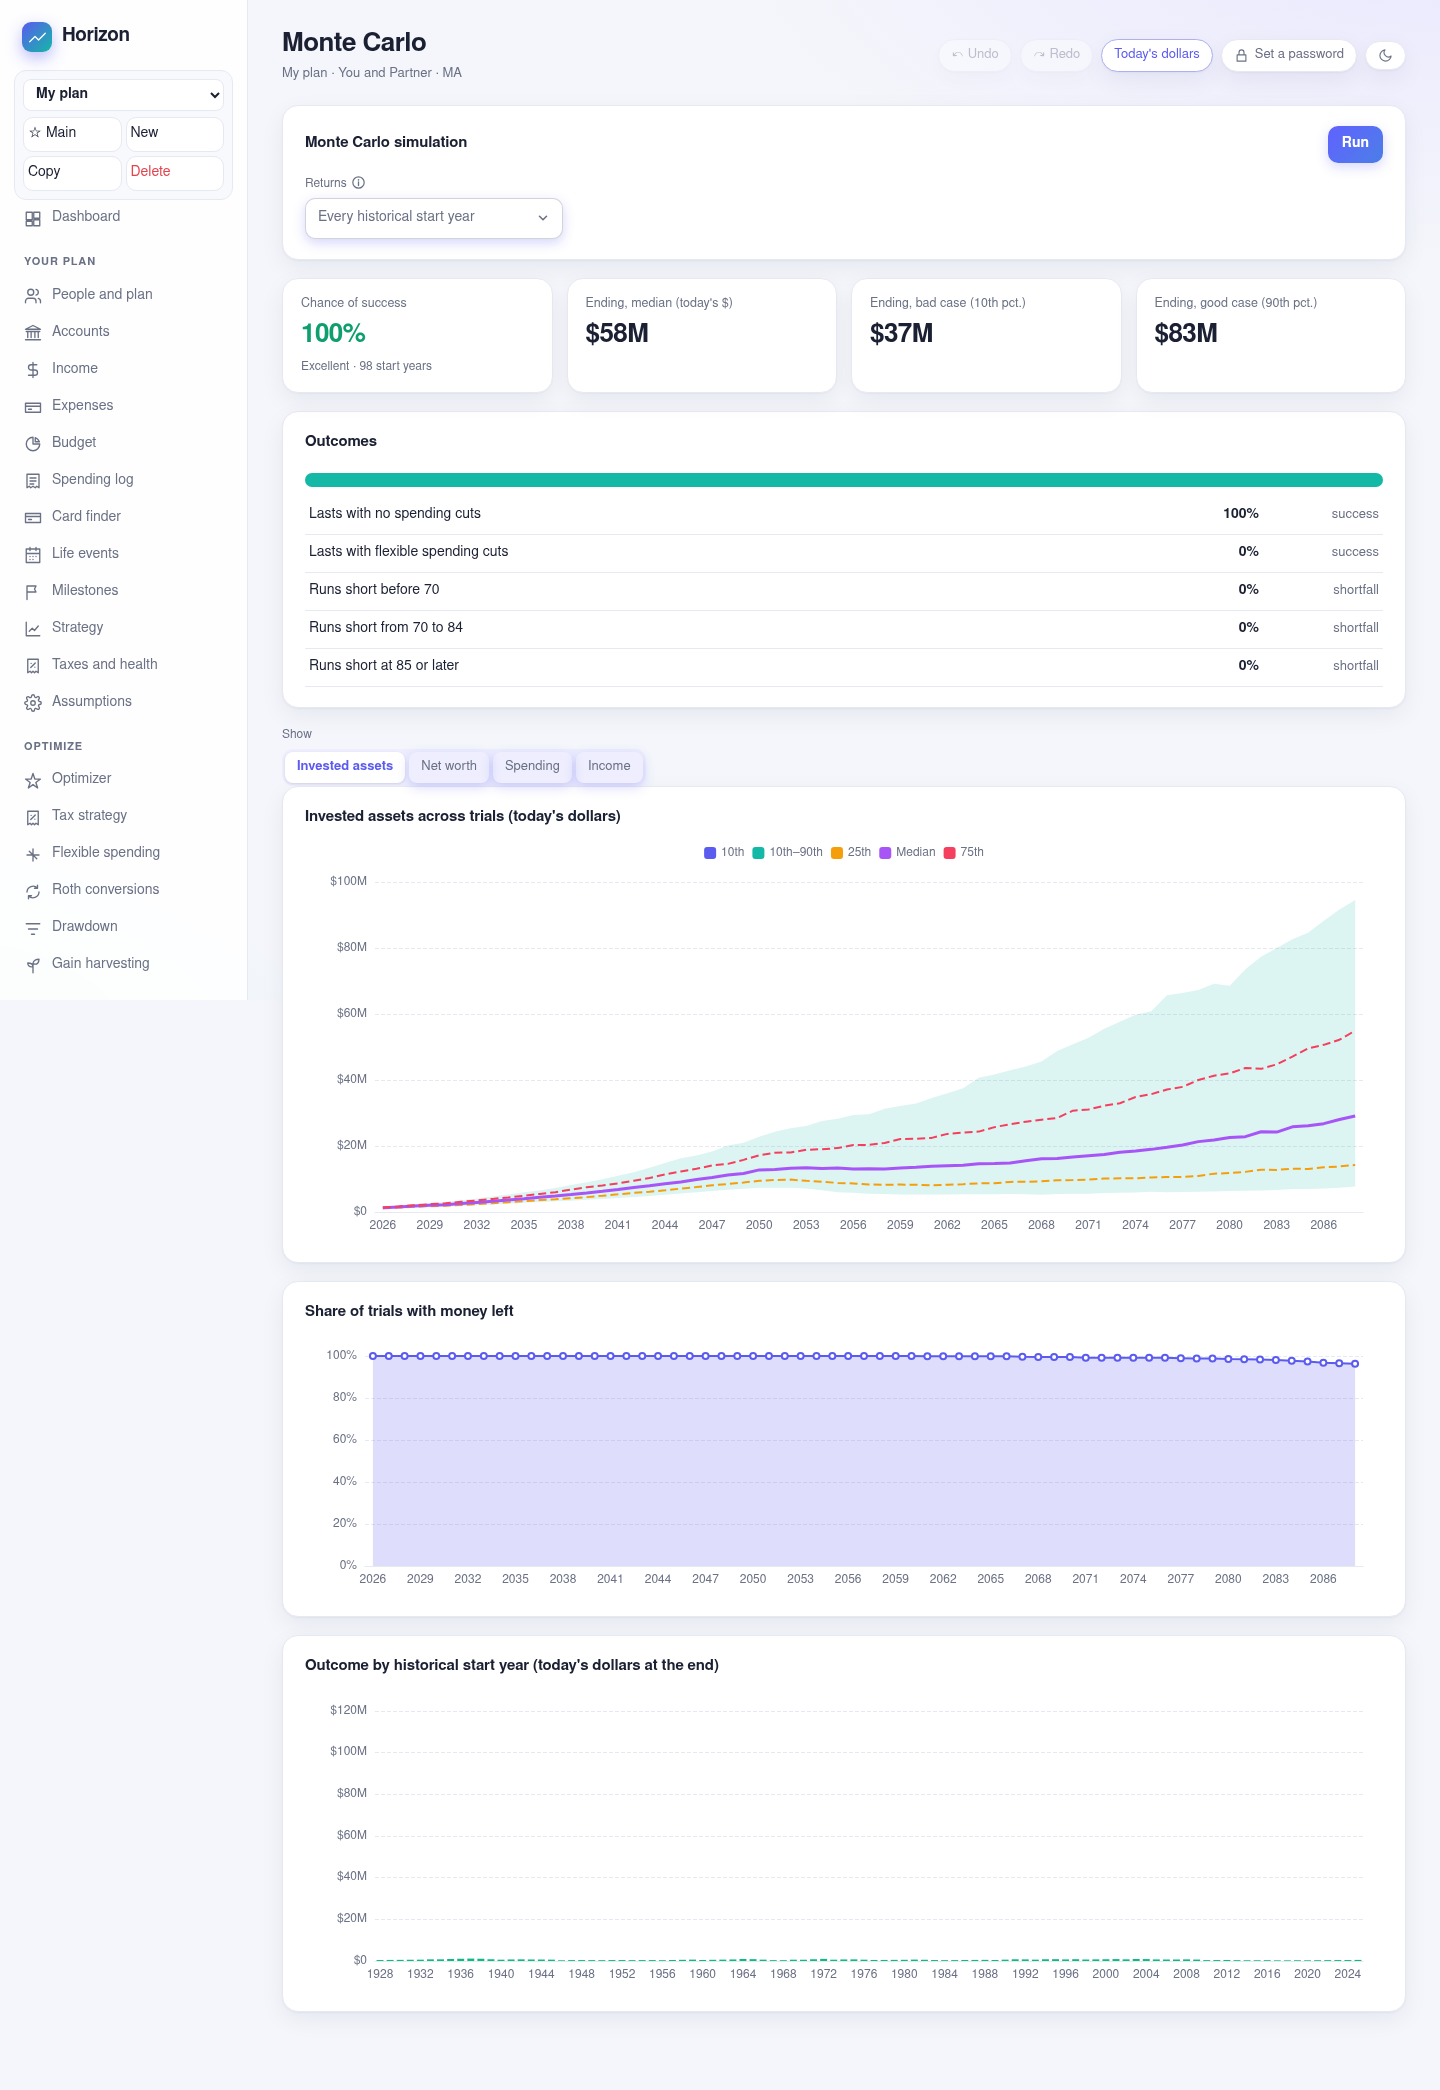 Horizon
My plan
☆ Main
New
Copy
Delete
Dashboard
YOUR PLAN
People and plan
Accounts
Income
Expenses
Budget
Spending log
Card finder
Life events
Milestones
Strategy
Taxes and health
Assumptions
OPTIMIZE
Optimizer
Tax strategy
Flexible spending
Roth conversions
Drawdown
Gain harvesting
Monte Carlo
My plan · You and Partner · MA
Undo
Redo
Today's dollars
Set a password
Monte Carlo simulation
Run
Returns
Every historical start year
Chance of success
100%
Excellent · 98 start years
Ending, median (today's $)
$58M
Ending, bad case (10th pct.)
$37M
Ending, good case (90th pct.)
$83M
Outcomes
Lasts with no spending cuts 100% success
Lasts with flexible spending cuts 0% success
Runs short before 70 0% shortfall
Runs short from 70 to 84 0% shortfall
Runs short at 85 or later 0% shortfall
Show
Invested assets Net worth Spending Income
Invested assets across trials (today's dollars)
10th 10th–90th 25th Median 75th
$100M
$80M
$60M
$40M
$20M
$0
2026 2029 2032 2035 2038 2041 2044 2047 2050 2053 2056 2059 2062 2065 2068 2071 2074 2077 2080 2083 2086
Share of trials with money left
100%
80%
60%
40%
20%
0%
2026 2029 2032 2035 2038 2041 2044 2047 2050 2053 2056 2059 2062 2065 2068 2071 2074 2077 2080 2083 2086
Outcome by historical start year (today's dollars at the end)
$120M
$100M
$80M
$60M
$40M
$20M
$0
1928 1932 1936 1940 1944 1948 1952 1956 1960 1964 1968 1972 1976 1980 1984 1988 1992 1996 2000 2004 2008 2012 2016 2020 2024